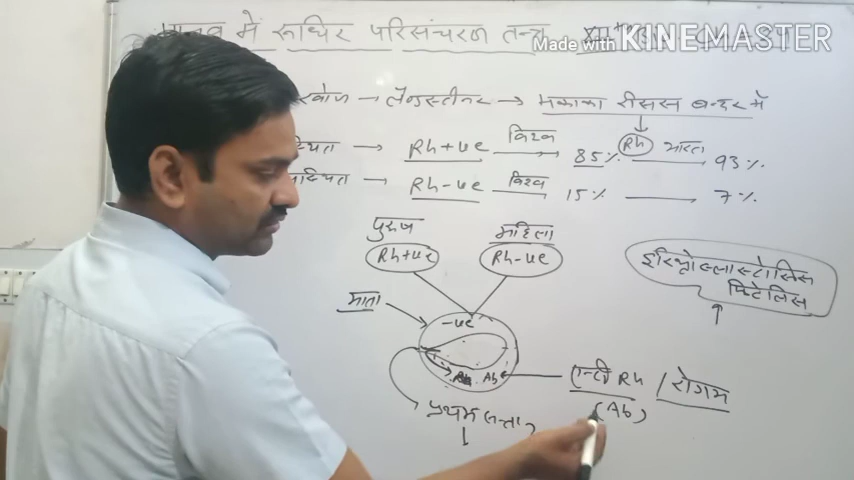 मानव में रूधिर परिसंचरण तन्त्र
Made with KINEMASTER
लैण्डस्टीनर → मकाका रीसस बन्दर में
Rh भारत
→ Rh+ve विश्व 85% 93%
→ Rh-ve विश्व 15% 7%
पुरुष महिला
Rh+ve Rh-ve
इरिथ्रोब्लास्टोसिस
फिटेलिस
माता
-ve
Ab
एन्टी Rh / रोगम
(Ab)
प्रथम